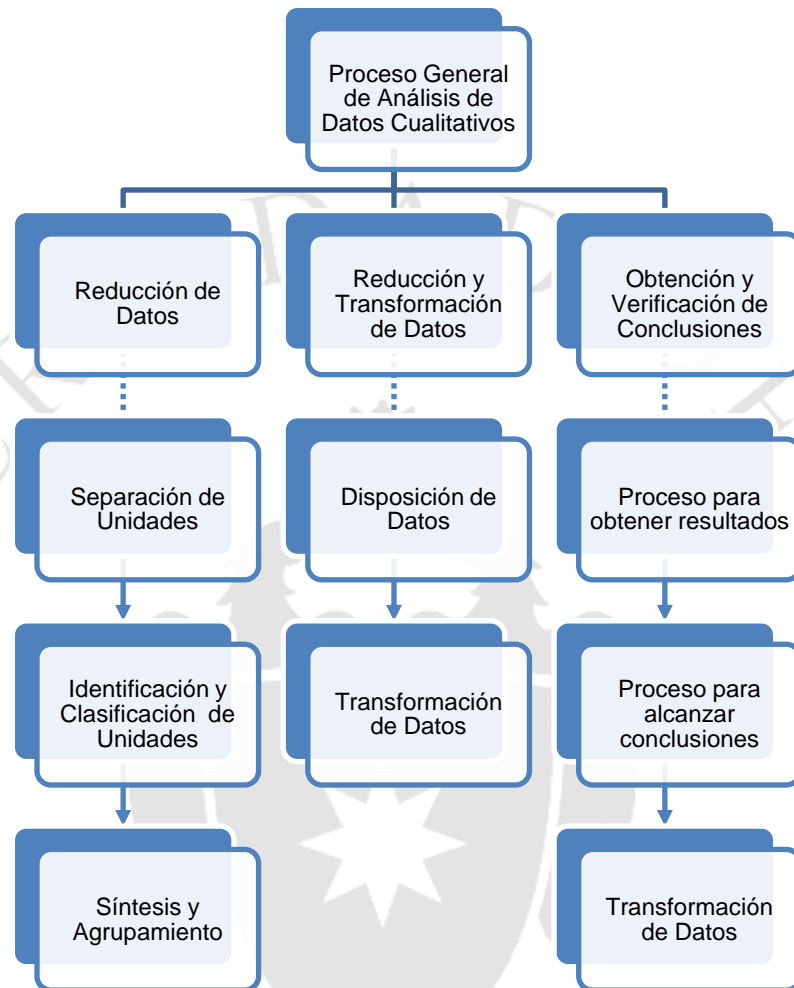 Proceso General
de Análisis de
Datos Cualitativos
Reducción de
Datos
Reducción y
Transformación
de Datos
Obtención y
Verificación de
Conclusiones
Separación de
Unidades
Disposición de
Datos
Proceso para
obtener resultados
Identificación y
Clasificación de
Unidades
Transformación
de Datos
Proceso para
alcanzar
conclusiones
Síntesis y
Agrupamiento
Transformación
de Datos